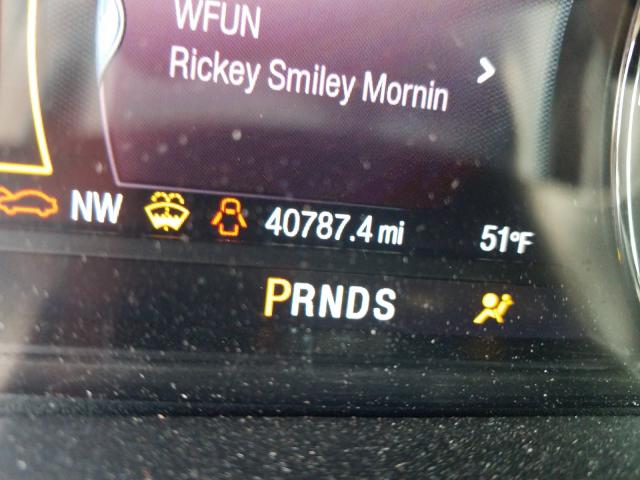 WFUN
Rickey Smiley Mornin
NW 40787.4 mi 51°F
PRNDS